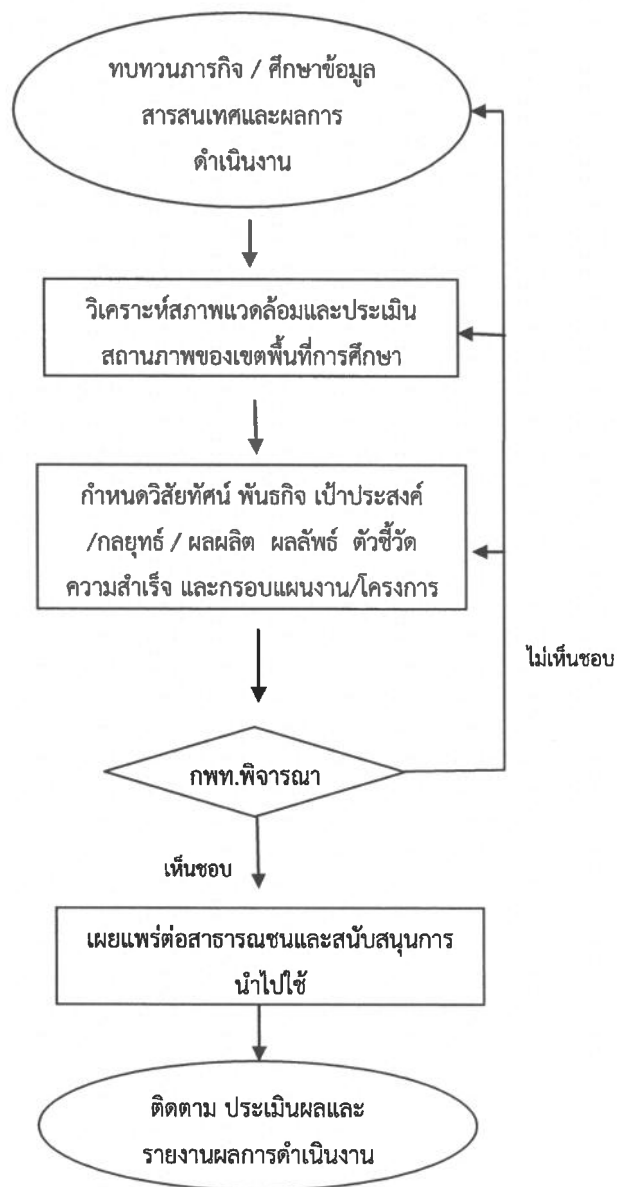 ทบทวนภารกิจ / ศึกษาข้อมูล
สารสนเทศและผลการ
ดำเนินงาน
วิเคราะห์สภาพแวดล้อมและประเมิน
สถานภาพของเขตพื้นที่การศึกษา
กำหนดวิสัยทัศน์ พันธกิจ เป้าประสงค์
/กลยุทธ์ / ผลผลิต ผลลัพธ์ ตัวชี้วัด
ความสำเร็จ และกรอบแผนงาน/โครงการ
ไม่เห็นชอบ
กพท.พิจารณา
เห็นชอบ
เผยแพร่ต่อสาธารณชนและสนับสนุนการ
นำไปใช้
ติดตาม ประเมินผลและ
รายงานผลการดำเนินงาน